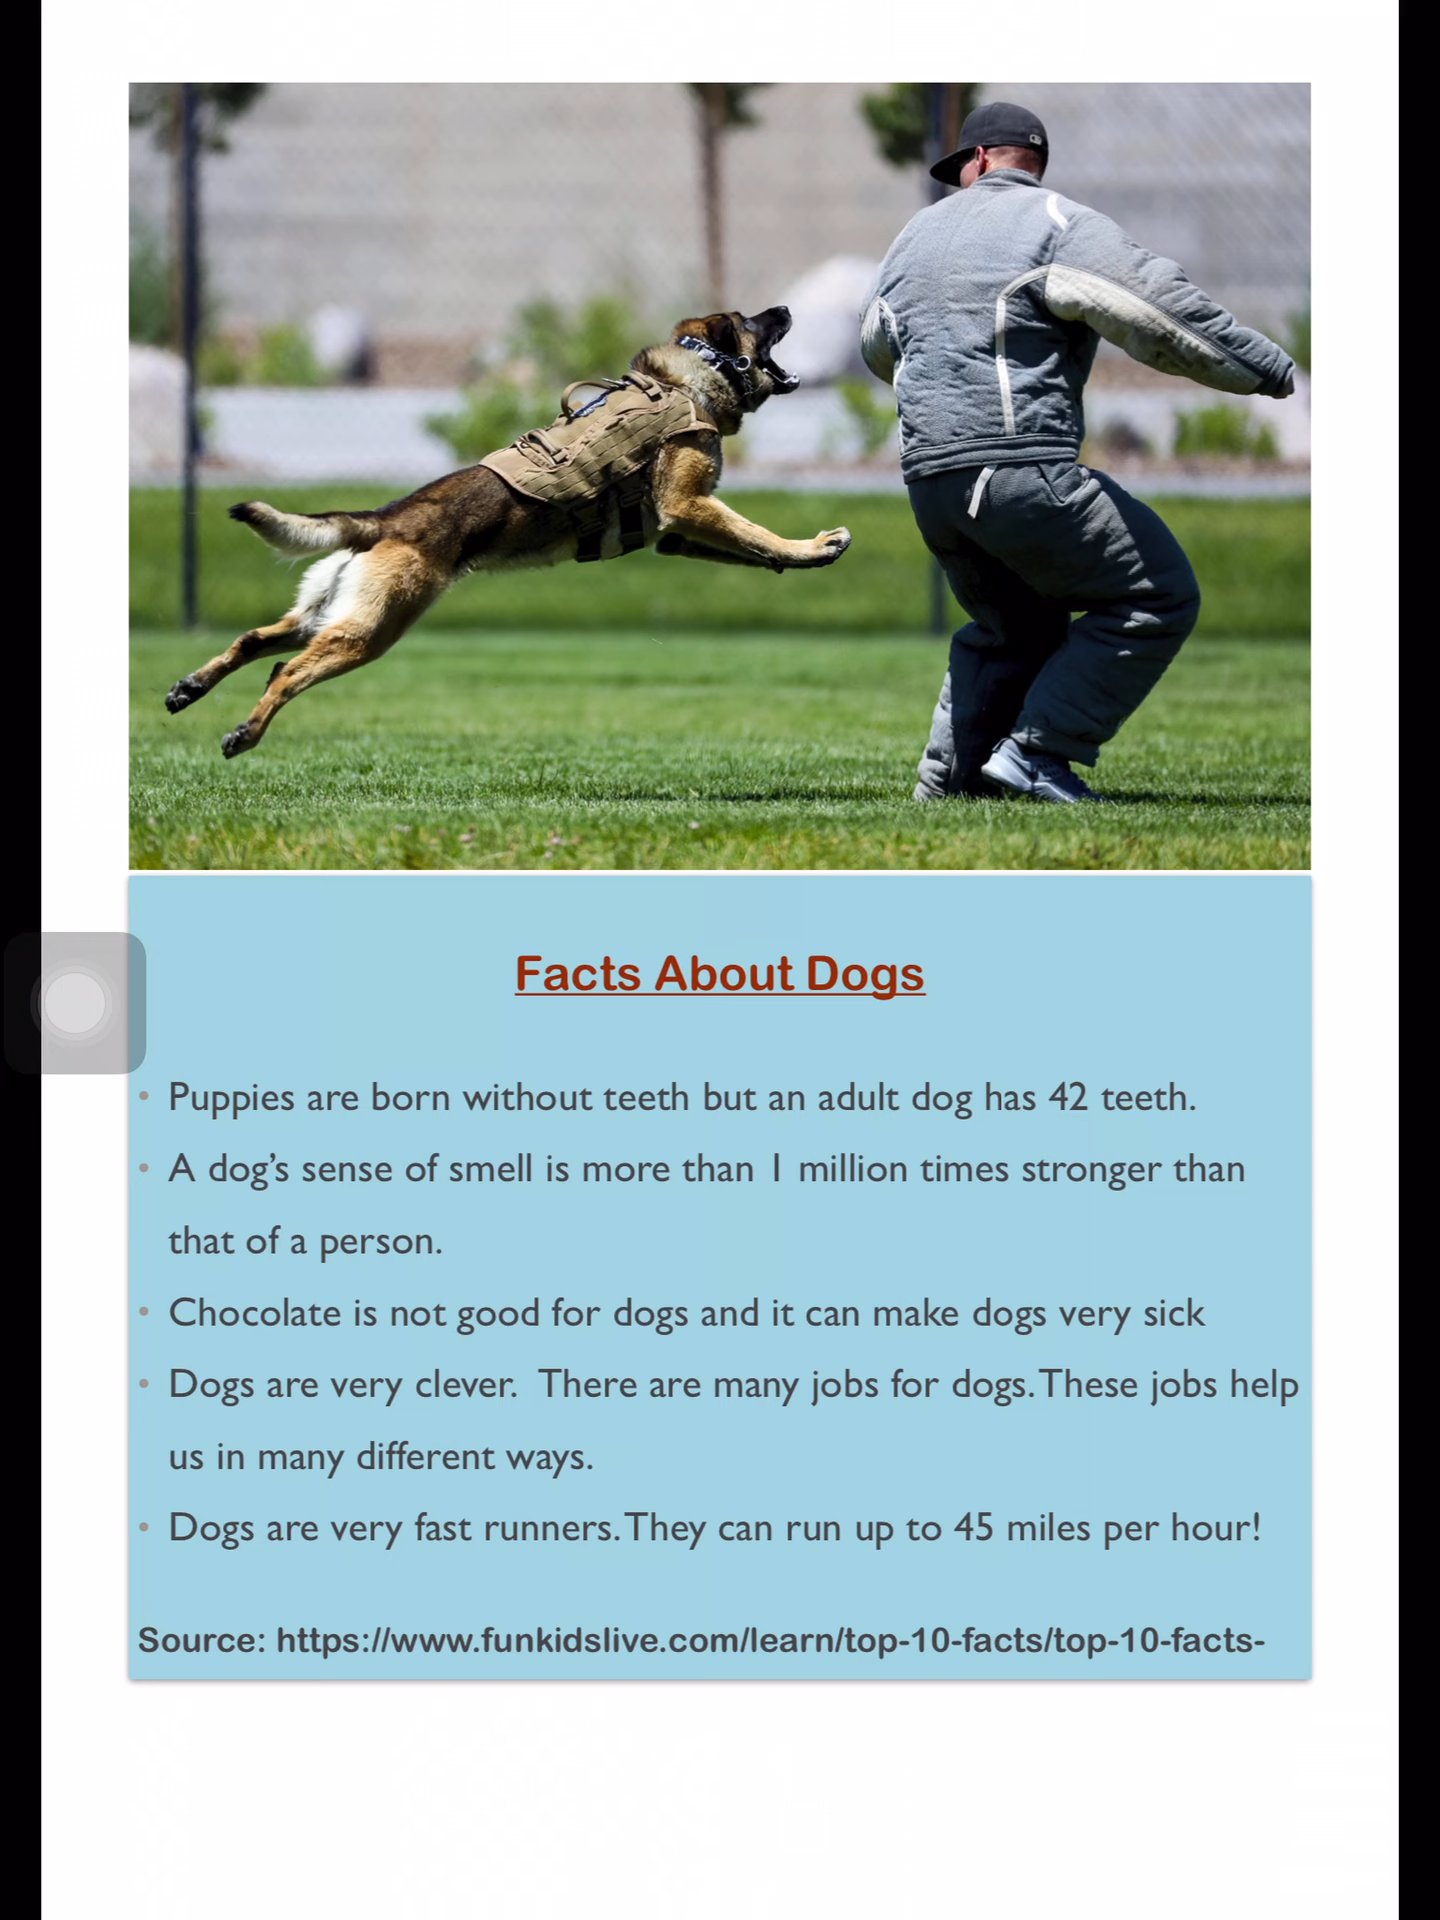 Facts About Dogs
• Puppies are born without teeth but an adult dog has 42 teeth.
• A dog’s sense of smell is more than 1 million times stronger than
that of a person.
• Chocolate is not good for dogs and it can make dogs very sick
• Dogs are very clever.  There are many jobs for dogs. These jobs help
us in many different ways.
• Dogs are very fast runners. They can run up to 45 miles per hour!
Source: https://www.funkidslive.com/learn/top-10-facts/top-10-facts-